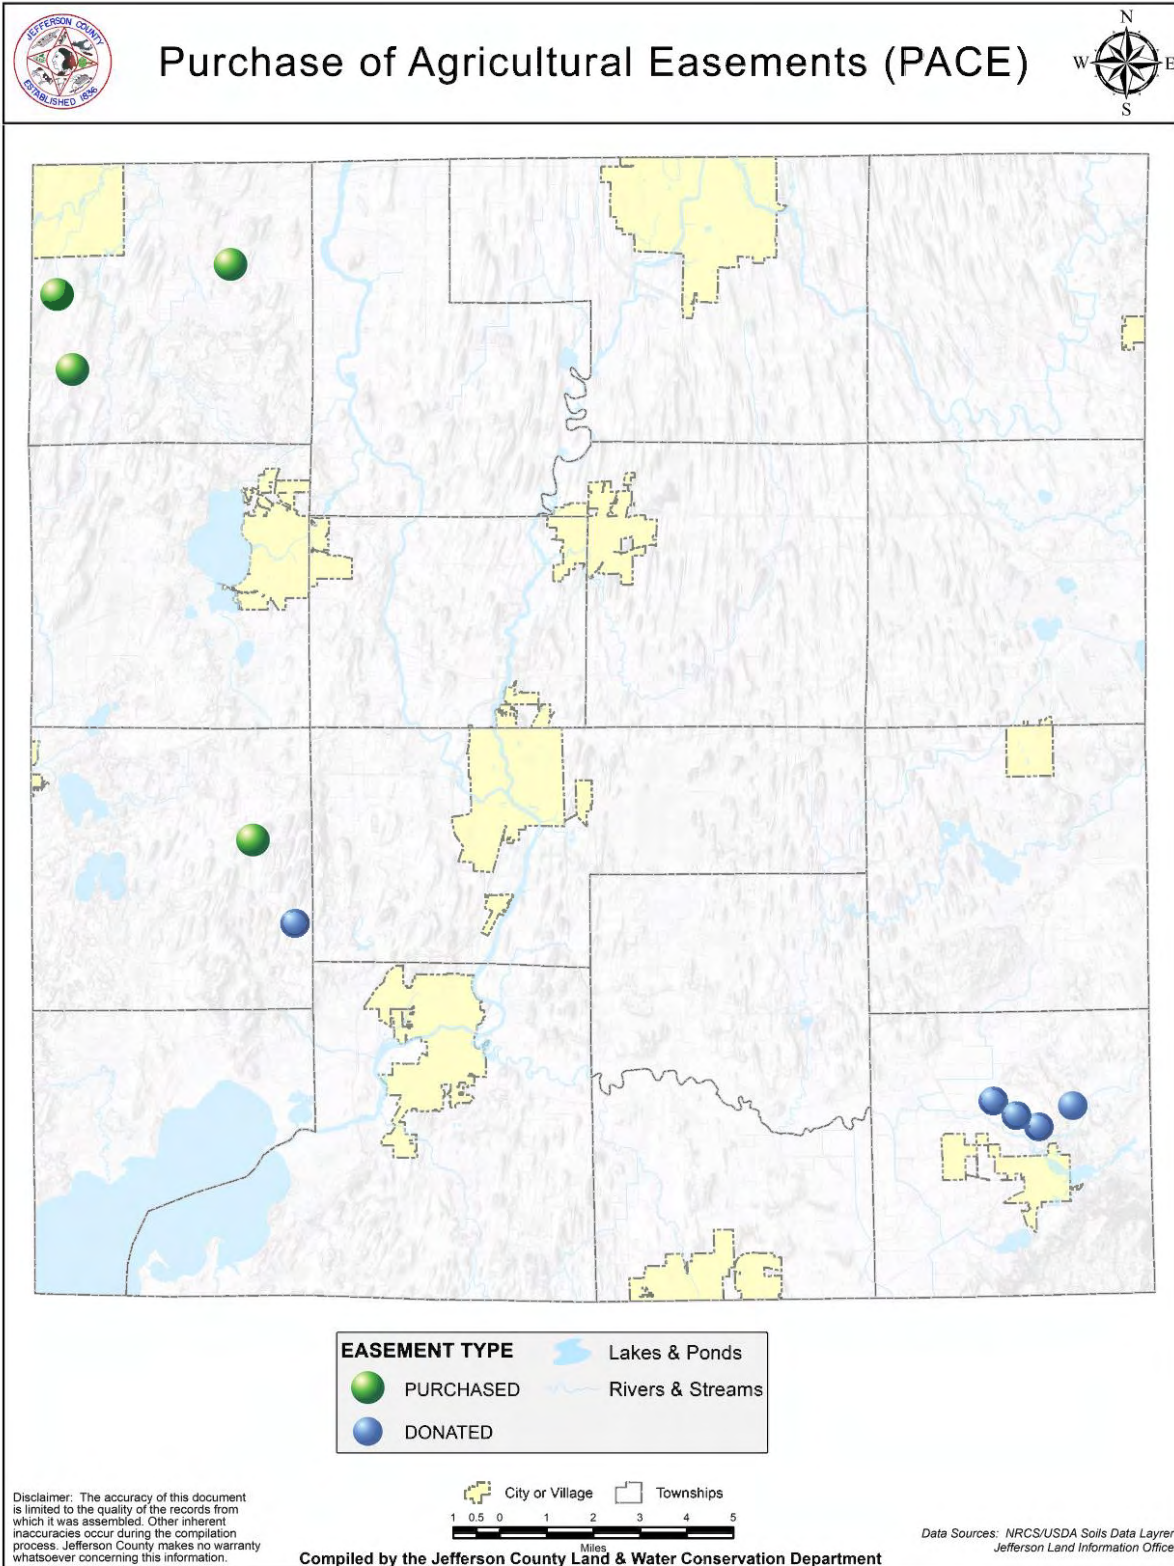 JEFFERSON COUNTY
ESTABLISHED 1836
Purchase of Agricultural Easements (PACE)
N
W
E
S
EASEMENT TYPE
PURCHASED
DONATED
Lakes & Ponds
Rivers & Streams
City or Village
Townships
1 0.5 0 1 2 3 4 5
Miles
Disclaimer: The accuracy of this document
is limited to the quality of the records from
which it was assembled. Other inherent
inaccuracies occur during the compilation
process. Jefferson County makes no warranty
whatsoever concerning this information.
Compiled by the Jefferson County Land & Water Conservation Department
Data Sources: NRCS/USDA Soils Data Layrer
Jefferson Land Information Office